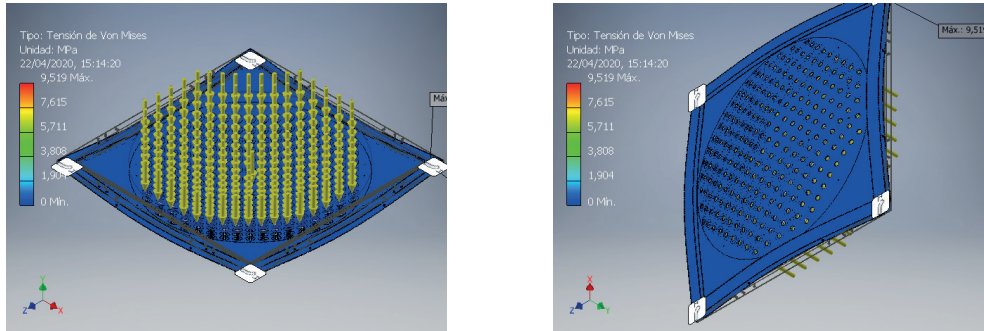 Tipo: Tensión de Von Mises
Unidad: MPa
22/04/2020, 15:14:20
9,519 Máx.
7,615
5,711
3,808
1,904
0 Mín.
Y
Z
X
Tipo: Tensión de Von Mises
Unidad: MPa
22/04/2020, 15:14:20
9,519 Máx.
7,615
5,711
3,808
1,904
0 Mín.
Máx.: 9,519
X
Z
Y